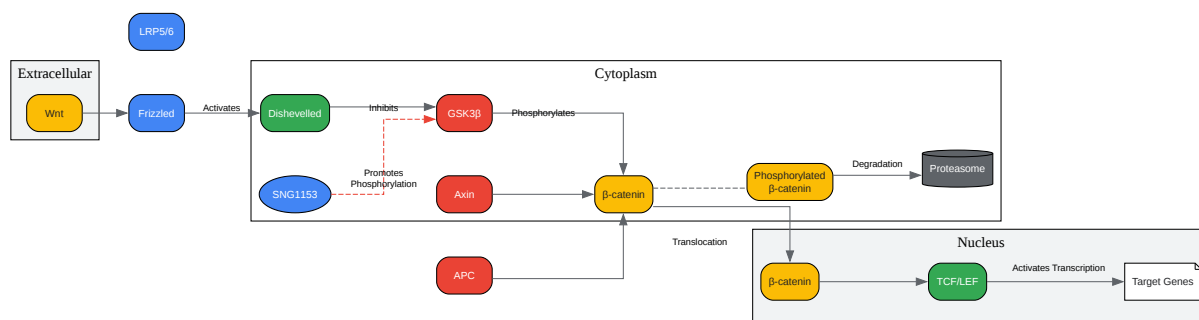 LRP5/6
Extracellular
Cytoplasm
Wnt
Frizzled
Activates
Dishevelled
Inhibits
GSK3β
Phosphorylates
SNG1153
Promotes
Phosphorylation
Axin
β-catenin
Phosphorylated
β-catenin
Degradation
Proteasome
APC
Translocation
Nucleus
β-catenin
TCF/LEF
Activates Transcription
Target Genes